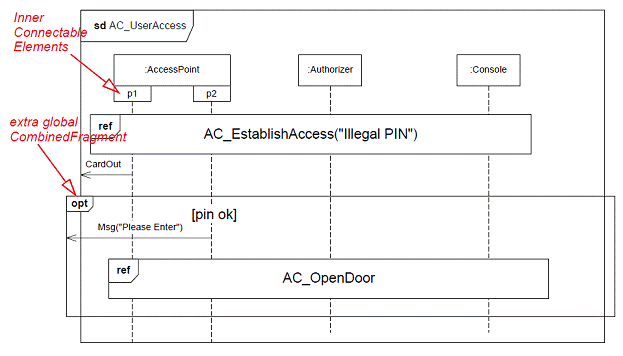 Inner
Connectable
Elements
sd AC_UserAccess
:AccessPoint
:Authorizer
:Console
p1
p2
extra global
CombinedFragment
ref
AC_EstablishAccess("Illegal PIN")
CardOut
opt
[pin ok]
Msg("Please Enter")
ref
AC_OpenDoor